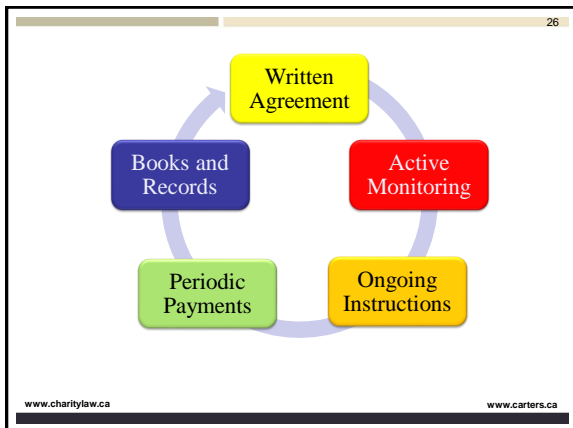 26
Written
Agreement
Active
Monitoring
Ongoing
Instructions
Periodic
Payments
Books and
Records
www.charitylaw.ca
www.carters.ca